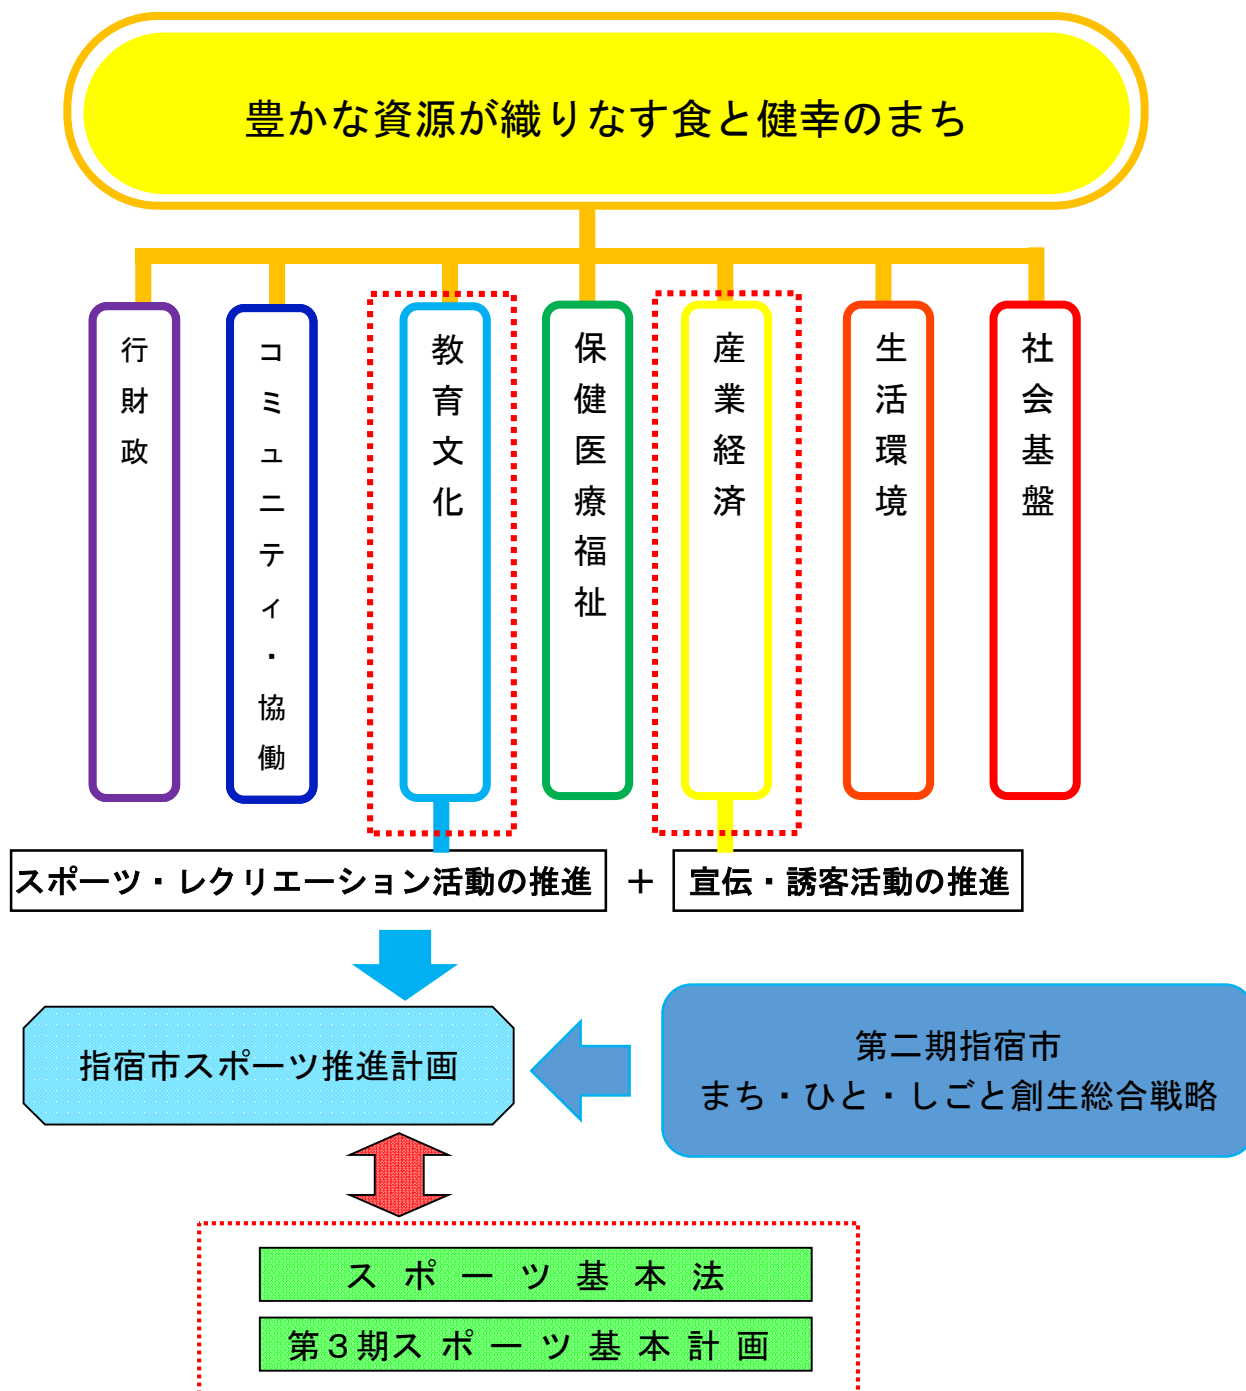 豊かな資源が織りなす食と健幸のまち
行財政
コミュニティ・協働
教育文化
保健医療福祉
産業経済
生活環境
社会基盤
スポーツ・レクリエーション活動の推進 + 宣伝・誘客活動の推進
指宿市スポーツ推進計画
第二期指宿市
まち・ひと・しごと創生総合戦略
スポーツ基本法
第3期スポーツ基本計画